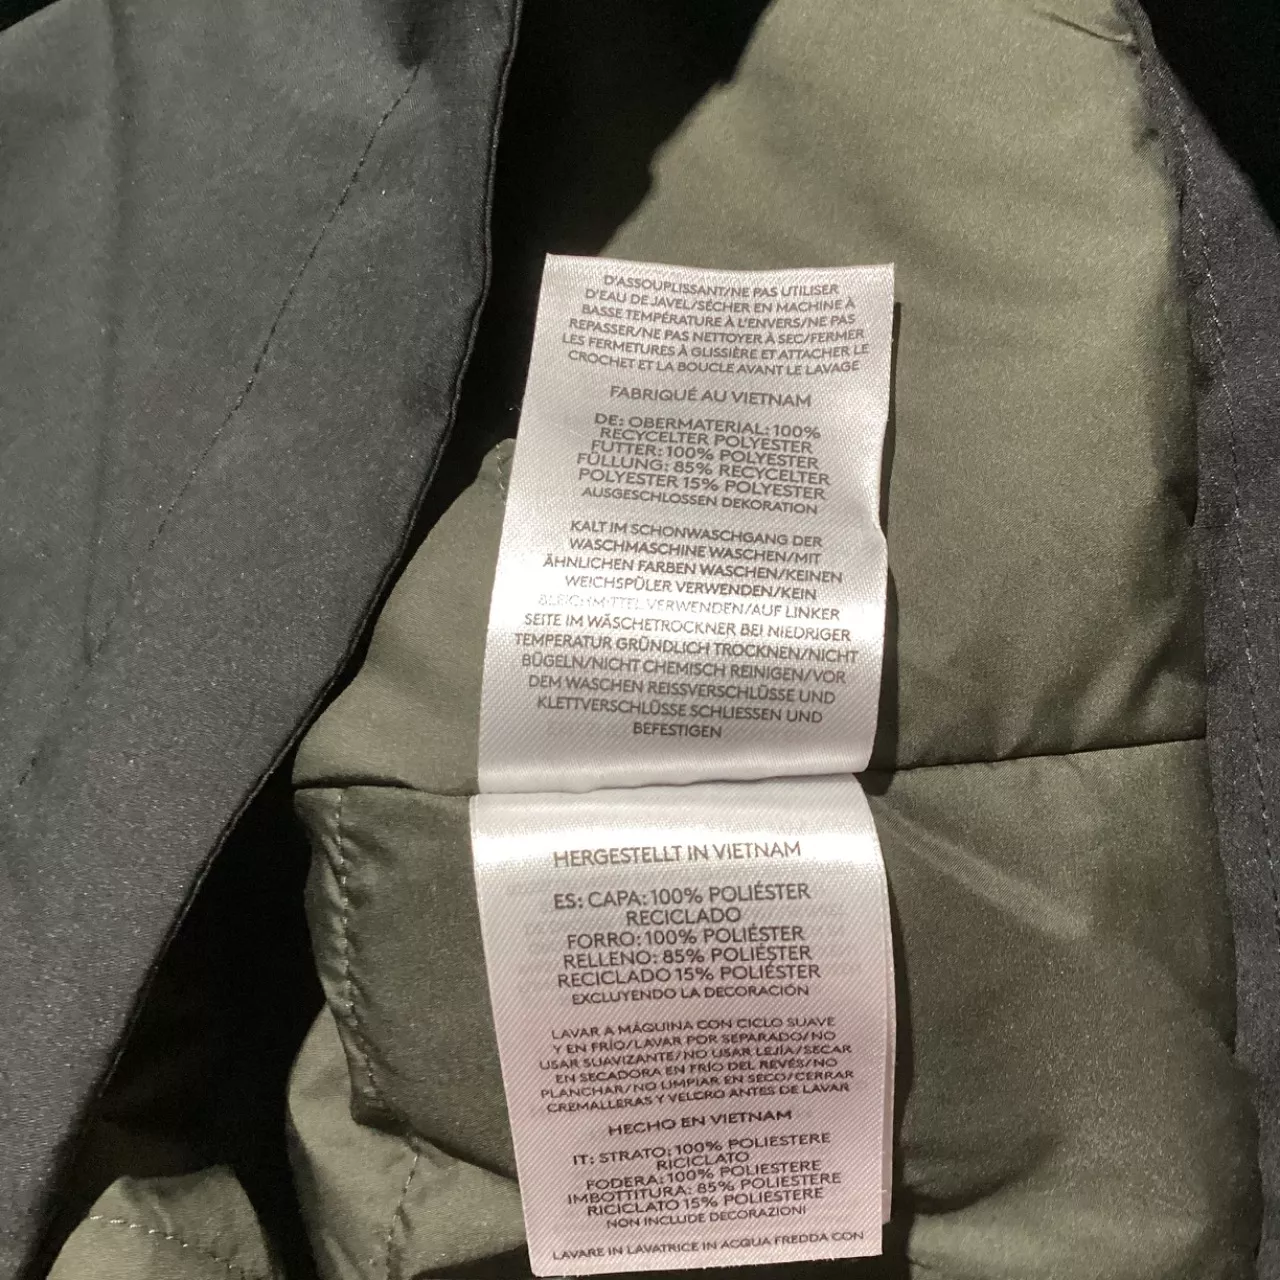 D'ASSOUPLISSANT/NE PAS UTILISER
D'EAU DE JAVEL/SÉCHER EN MACHINE À
BASSE TEMPÉRATURE À L'ENVERS/NE PAS
REPASSER/NE PAS NETTOYER À SEC/FERMER
LES FERMETURES À GLISSIÈRE ET ATTACHER LE
CROCHET ET LA BOUCLE AVANT LE LAVAGE
FABRIQUÉ AU VIETNAM
DE: OBERMATERIAL: 100%
RECYCELTER POLYESTER
FUTTER: 100% POLYESTER
FÜLLUNG: 85% RECYCELTER
POLYESTER 15% POLYESTER
AUSGESCHLOSSEN DEKORATION
KALT IM SCHONWASCHGANG DER
WASCHMASCHINE WASCHEN/MIT
ÄHNLICHEN FARBEN WASCHEN/KEINEN
WEICHSPÜLER VERWENDEN/KEIN
BLEICHMITTEL VERWENDEN/AUF LINKER
SEITE IM WÄSCHETROCKNER BEI NIEDRIGER
TEMPERATUR GRÜNDLICH TROCKNEN/NICHT
BÜGELN/NICHT CHEMISCH REINIGEN/VOR
DEM WASCHEN REISSVERSCHLÜSSE UND
KLETTVERSCHLÜSSE SCHLIESSEN UND
BEFESTIGEN
HERGESTELLT IN VIETNAM
ES: CAPA: 100% POLIÉSTER
RECICLADO
FORRO: 100% POLIÉSTER
RELLENO: 85% POLIÉSTER
RECICLADO 15% POLIÉSTER
EXCLUYENDO LA DECORACIÓN
LAVAR A MÁQUINA CON CICLO SUAVE
Y EN FRÍO/LAVAR POR SEPARADO/NO
USAR SUAVIZANTE/NO USAR LEJÍA/SECAR
EN SECADORA EN FRÍO DEL REVÉS/NO
PLANCHAR/NO LIMPIAR EN SECO/CERRAR
CREMALLERAS Y VELCRO ANTES DE LAVAR
HECHO EN VIETNAM
IT: STRATO: 100% POLIESTERE
RICICLATO
FODERA: 100% POLIESTERE
IMBOTTITURA: 85% POLIESTERE
RICICLATO 15% POLIESTERE
NON INCLUDE DECORAZIONI
LAVARE IN LAVATRICE IN ACQUA FREDDA CON